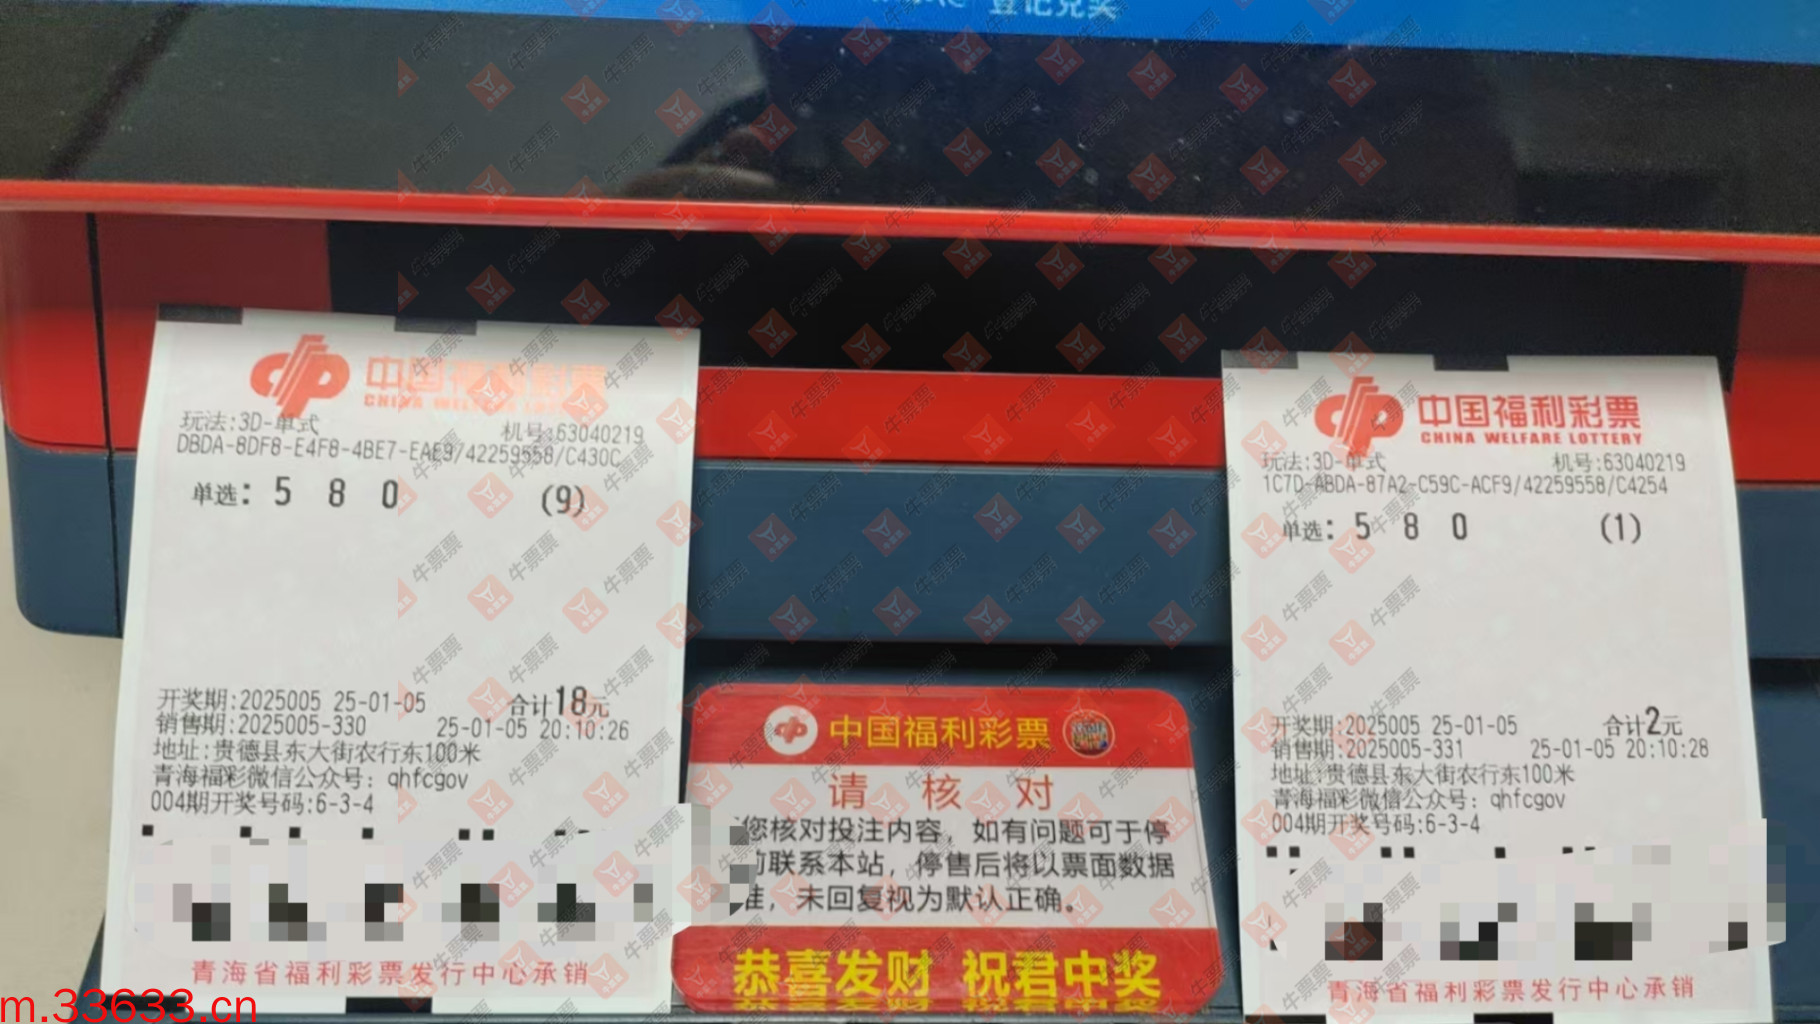 登记兑奖
中国福利彩票
CHINA WELFARE LOTTERY
玩法:3D-单式 机号:63040219
DBDA-8DF8-E4F8-4BE7-EAE9/42259558/C430C
单选: 5 8 0 (9)
开奖期:2025005 25-01-05 合计18元
销售期:2025005-330 25-01-05 20:10:26
地址:贵德县东大街农行东100米
青海福彩微信公众号: qhfcgov
004期开奖号码:6-3-4
青海省福利彩票发行中心承销
中国福利彩票
请核对
您核对投注内容，如有问题可于停
联系本站，停售后将以票面数据
，未回复视为默认正确。
恭喜发财 祝君中奖
中国福利彩票
CHINA WELFARE LOTTERY
玩法:3D-单式 机号:63040219
1C7D-ABDA-87A2-C59C-ACF9/42259558/C4254
单选: 5 8 0 (1)
开奖期:2025005 25-01-05 合计2元
销售期:2025005-331 25-01-05 20:10:28
地址:贵德县东大街农行东100米
青海福彩微信公众号: qhfcgov
004期开奖号码:6-3-4
青海省福利彩票发行中心承销
牛票票
m.33633.cn